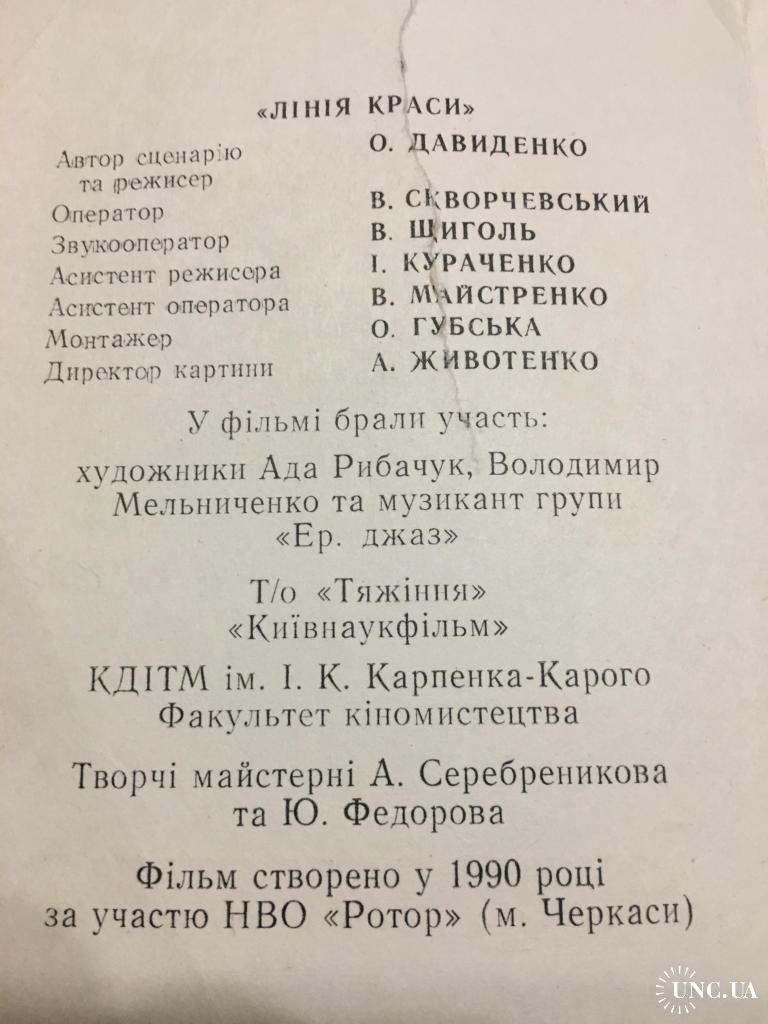 «ЛІНІЯ КРАСИ»
Автор сценарію О. ДАВИДЕНКО
та режисер
Оператор В. СКВОРЧЕВСЬКИЙ
Звукооператор В. ЩИГОЛЬ
Асистент режисера І. КУРАЧЕНКО
Асистент оператора В. МАЙСТРЕНКО
Монтажер О. ГУБСЬКА
Директор картини А. ЖИВОТЕНКО
У фільмі брали участь:
художники Ада Рибачук, Володимир
Мельниченко та музикант групи
«Ер. джаз»
Т/о «Тяжіння»
«Київнаукфільм»
КДІТМ ім. І. К. Карпенка-Карого
Факультет кіномистецтва
Творчі майстерні А. Серебреникова
та Ю. Федорова
Фільм створено у 1990 році
за участю НВО «Ротор» (м. Черкаси)
UNC.UA